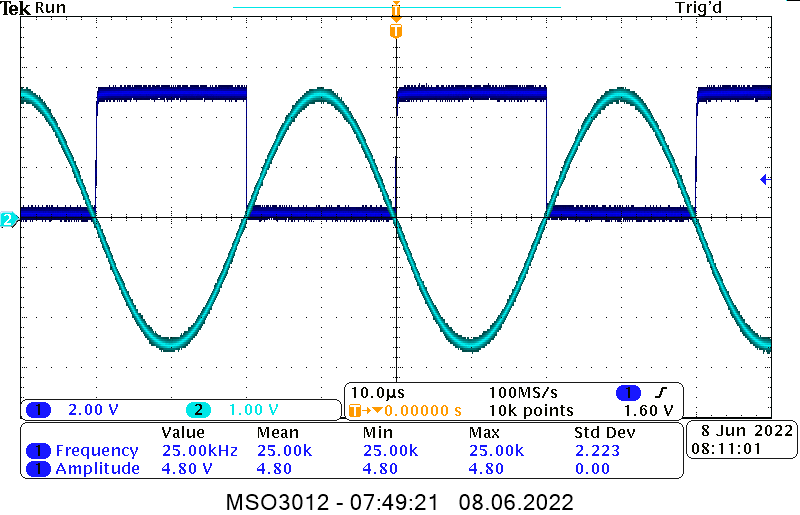 Tek Run Trig'd
T
T
2
10.0µs 100MS/s 1 ƒ
1 2.00 V 2 1.00 V T→▼0.00000 s 10k points 1.60 V
Value Mean Min Max Std Dev
1 Frequency 25.00kHz 25.00k 25.00k 25.00k 2.223
1 Amplitude 4.80 V 4.80 4.80 4.80 0.00
8 Jun 2022
08:11:01
MSO3012 - 07:49:21 08.06.2022